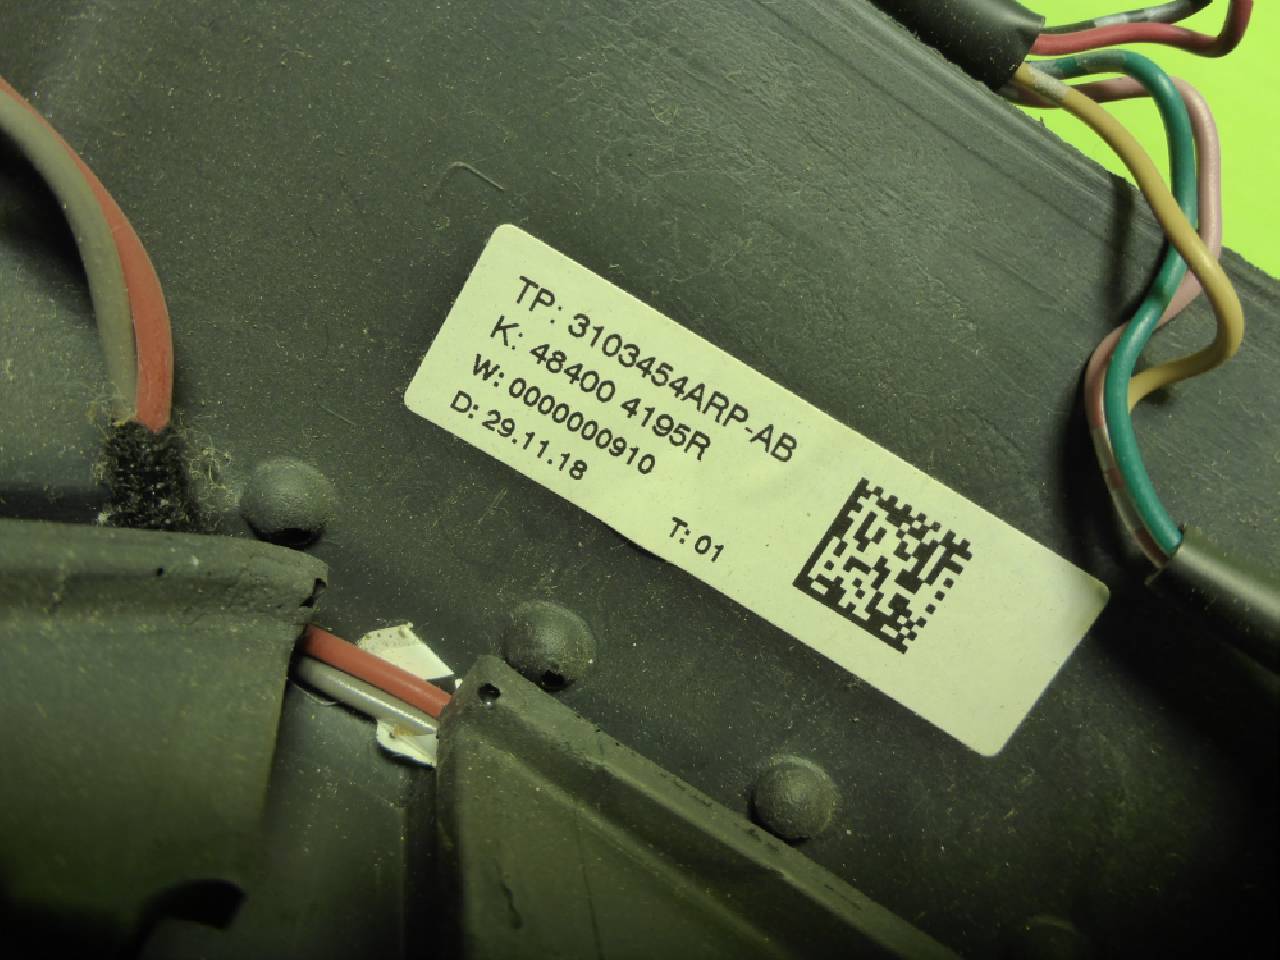 TP: 3103454ARP-AB
K: 48400 4195R
W: 0000000910
D: 29.11.18
T: 01